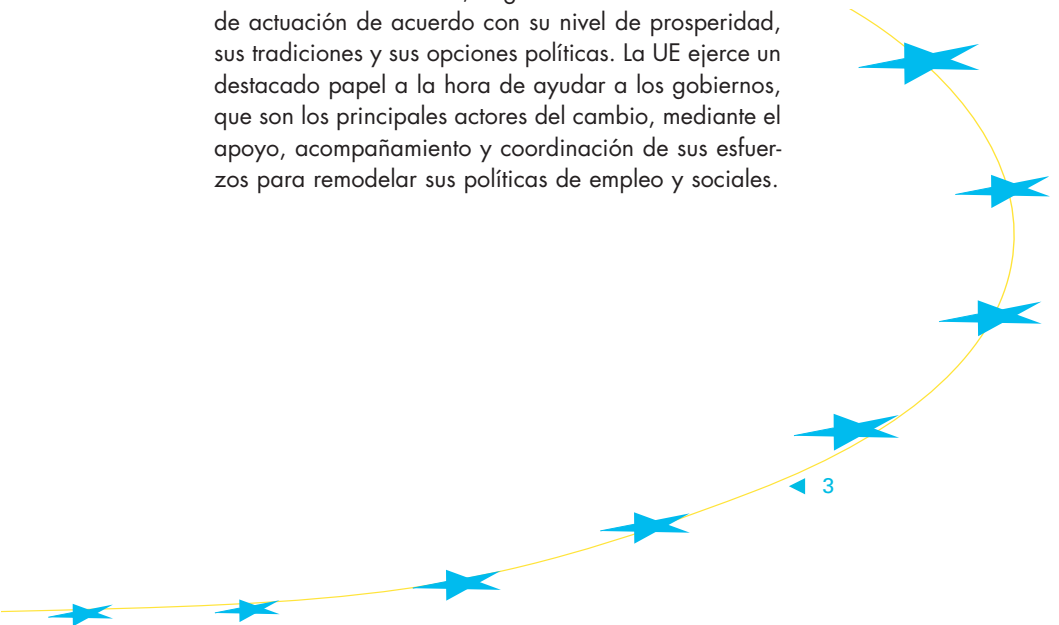 de actuación de acuerdo con su nivel de prosperidad,
sus tradiciones y sus opciones políticas. La UE ejerce un
destacado papel a la hora de ayudar a los gobiernos,
que son los principales actores del cambio, mediante el
apoyo, acompañamiento y coordinación de sus esfuer-
zos para remodelar sus políticas de empleo y sociales.
3